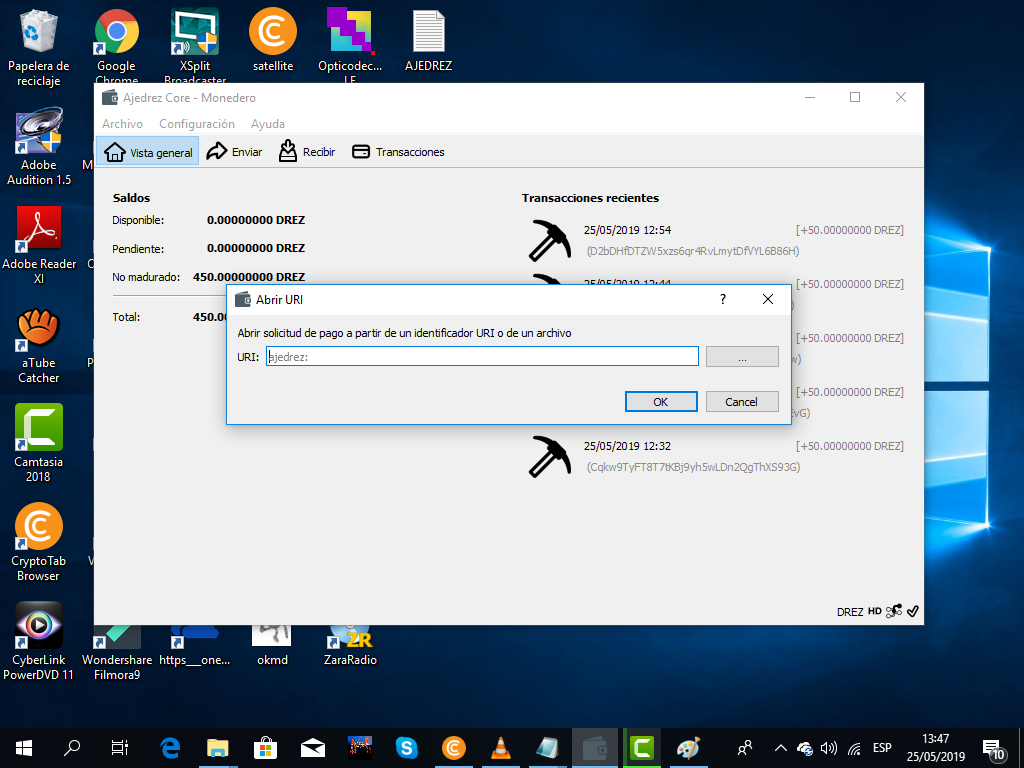 Papelera de
reciclaje
Google
Chrome
XSplit
Broadcaster
satellite
Opticodec...
LE
AJEDREZ
Adobe
Audition 1.5
Adobe Reader
XI
aTube
Catcher
Camtasia
2018
CryptoTab
Browser
CyberLink
PowerDVD 11
Wondershare
Filmora9
https___one...
okmd
ZaraRadio
Ajedrez Core - Monedero
Archivo Configuración Ayuda
Vista general Enviar Recibir Transacciones
Saldos
Disponible: 0.00000000 DREZ
Pendiente: 0.00000000 DREZ
No madurado: 450.00000000 DREZ
Total: 450.0
Transacciones recientes
25/05/2019 12:54 [+50.00000000 DREZ]
(D2bDHfDTZW5xzs6qr4RvLmytDfVYL6B86H)
25/05/2019 12:44 [+50.00000000 DREZ]
[+50.00000000 DREZ]
w)
[+50.00000000 DREZ]
EvG)
25/05/2019 12:32 [+50.00000000 DREZ]
(Cqkw9TyFT8T7tKBj9yh5wLDn2QgThXS93G)
Abrir URI
Abrir solicitud de pago a partir de un identificador URI o de un archivo
URI: ajedrez: ...
OK Cancel
DREZ HD
ESP
13:47
25/05/2019
10